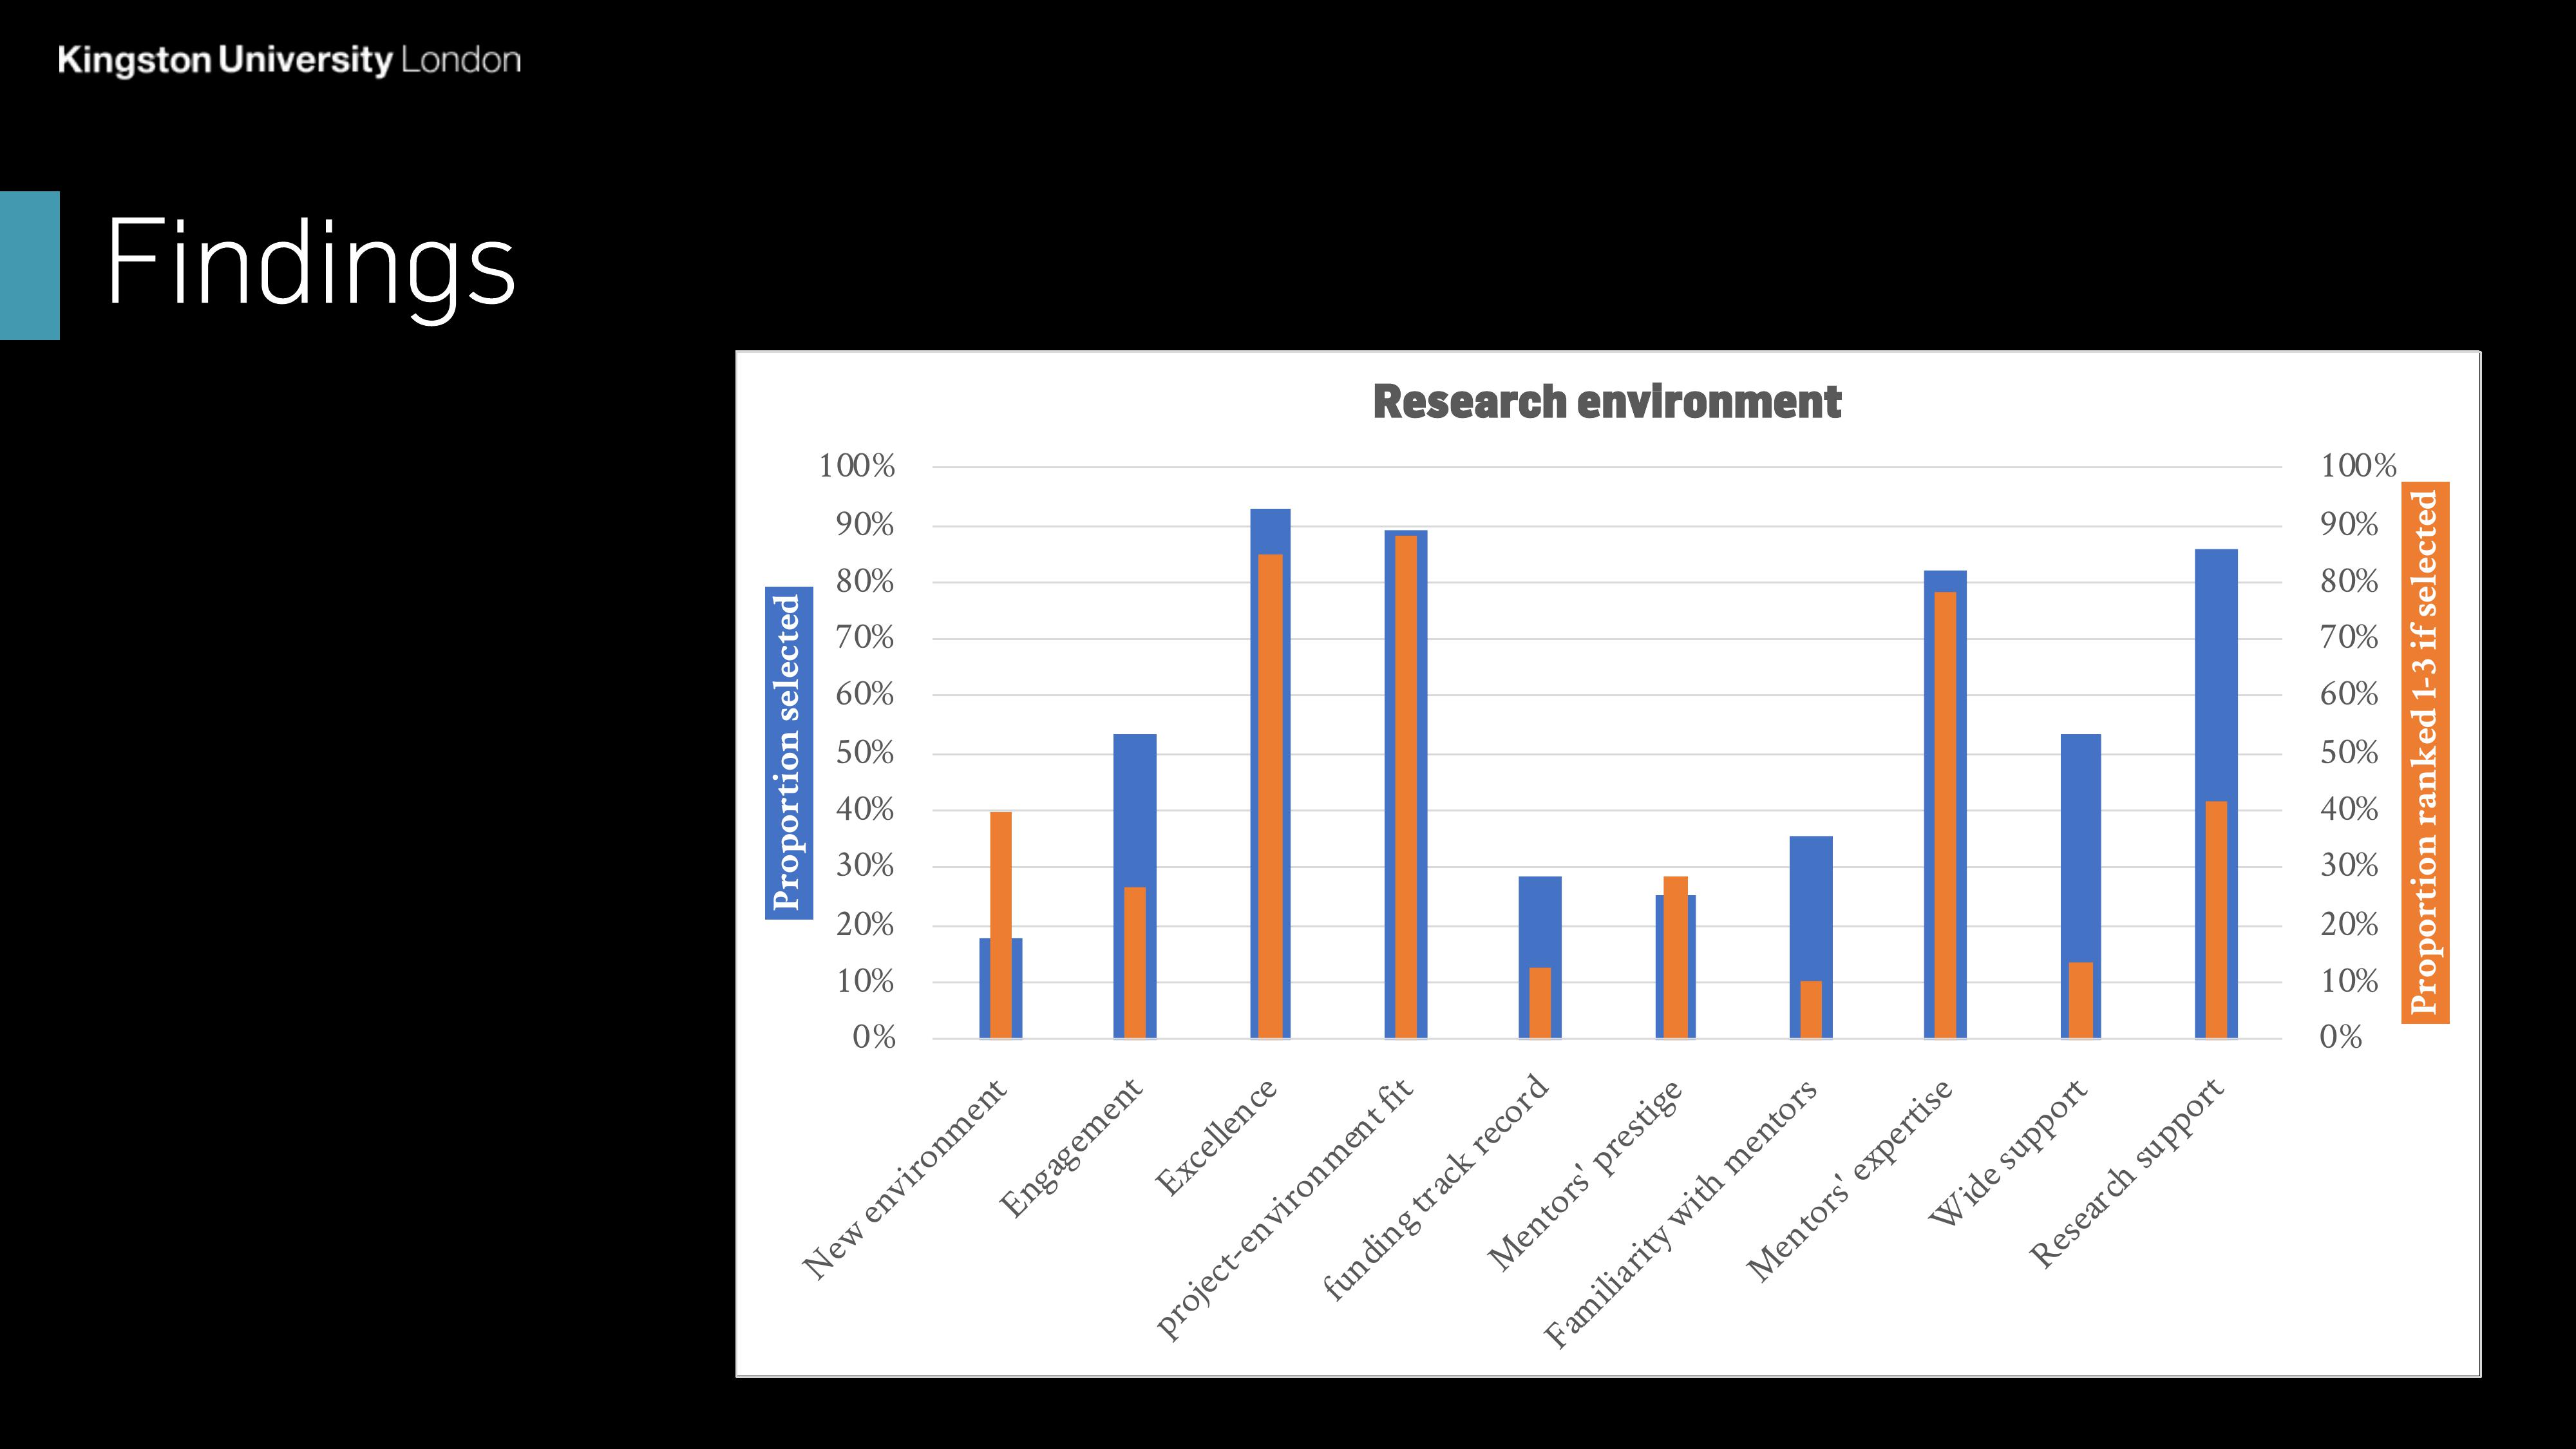 Kingston University London
Findings
Research environment
100%
90%
80%
70%
60%
50%
40%
30%
20%
10%
0%
Proportion selected
100%
90%
80%
70%
60%
50%
40%
30%
20%
10%
0%
Proportion ranked 1-3 if selected
New environment
Engagement
Excellence
project-environment fit
funding track record
Mentors' prestige
Familiarity with mentors
Mentors' expertise
Wide support
Research support